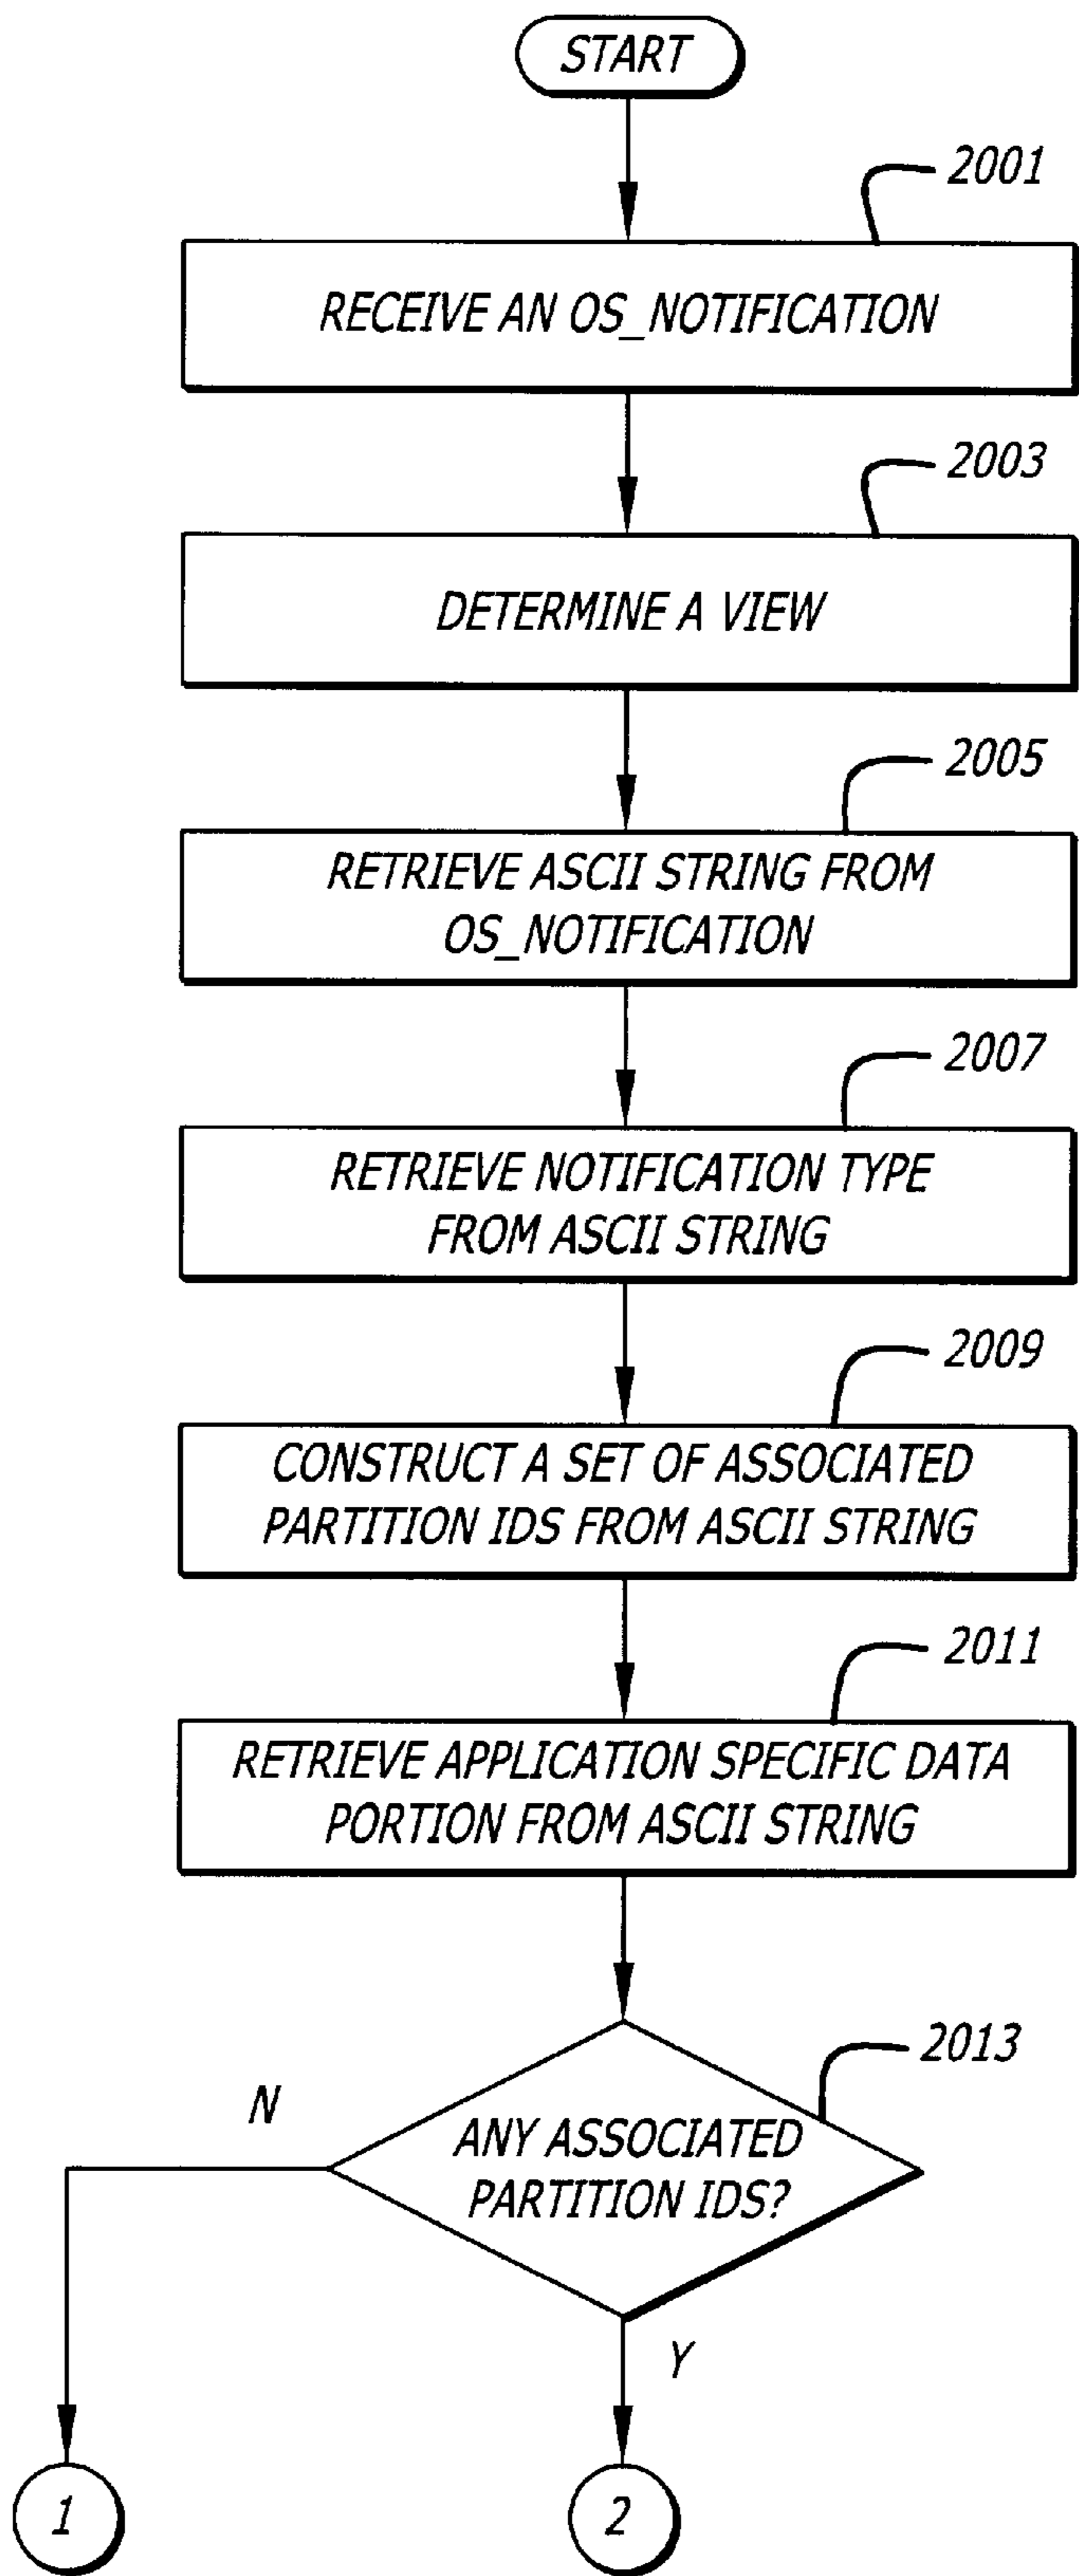 START
2001
RECEIVE AN OS_NOTIFICATION
2003
DETERMINE A VIEW
2005
RETRIEVE ASCII STRING FROM
OS_NOTIFICATION
2007
RETRIEVE NOTIFICATION TYPE
FROM ASCII STRING
2009
CONSTRUCT A SET OF ASSOCIATED
PARTITION IDS FROM ASCII STRING
2011
RETRIEVE APPLICATION SPECIFIC DATA
PORTION FROM ASCII STRING
2013
N
ANY ASSOCIATED
PARTITION IDS?
Y
1
2